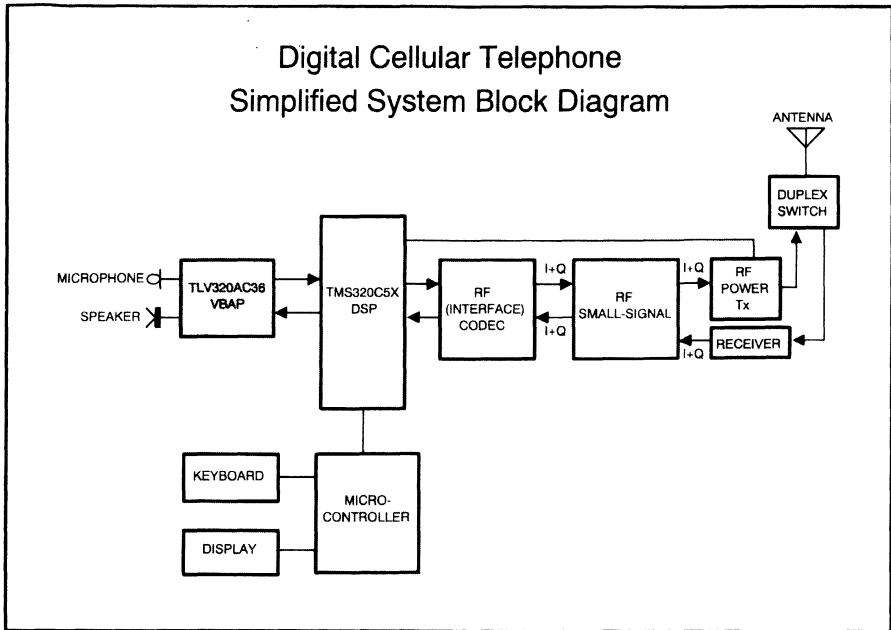 Digital Cellular Telephone
Simplified System Block Diagram
ANTENNA
DUPLEX
SWITCH
MICROPHONE
SPEAKER
TLV320AC36
VBAP
TMS320C5X
DSP
RF
(INTERFACE)
CODEC
I+Q
I+Q
RF
SMALL-SIGNAL
I+Q
I+Q
RF
POWER
Tx
RECEIVER
KEYBOARD
DISPLAY
MICRO-
CONTROLLER